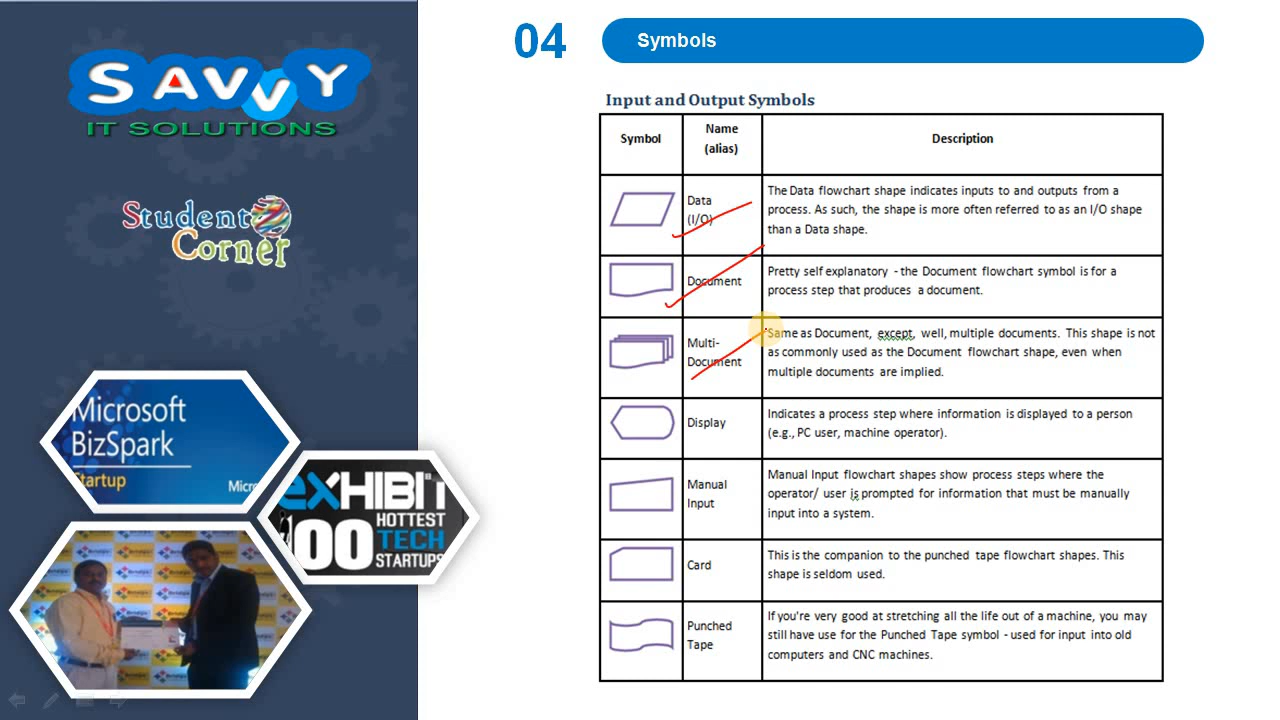 SAVVY
IT SOLUTIONS
Student
Corner
Microsoft
BizSpark
Startup
Micro
EXHIBIT
100
HOTTEST
TECH
STARTUPS
04
Symbols
Input and Output Symbols
Symbol
Name
(alias)
Description
Data
(I/O)
The Data flowchart shape indicates inputs to and outputs from a
process. As such, the shape is more often referred to as an I/O shape
than a Data shape.
Document
Pretty self explanatory - the Document flowchart symbol is for a
process step that produces a document.
Multi-
Document
Same as Document, except, well, multiple documents. This shape is not
as commonly used as the Document flowchart shape, even when
multiple documents are implied.
Display
Indicates a process step where information is displayed to a person
(e.g., PC user, machine operator).
Manual
Input
Manual Input flowchart shapes show process steps where the
operator/ user is prompted for information that must be manually
input into a system.
Card
This is the companion to the punched tape flowchart shapes. This
shape is seldom used.
Punched
Tape
If you're very good at stretching all the life out of a machine, you may
still have use for the Punched Tape symbol - used for input into old
computers and CNC machines.